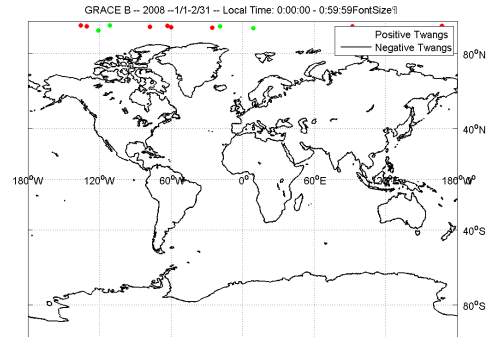 GRACE B -- 2008 --1/1-2/31 -- Local Time: 0:00:00 - 0:59:59FontSize¶
Positive Twangs
Negative Twangs
80°N
40°N
180°W 120°W 60°W 0°E 60°E 180°W
40°S
80°S